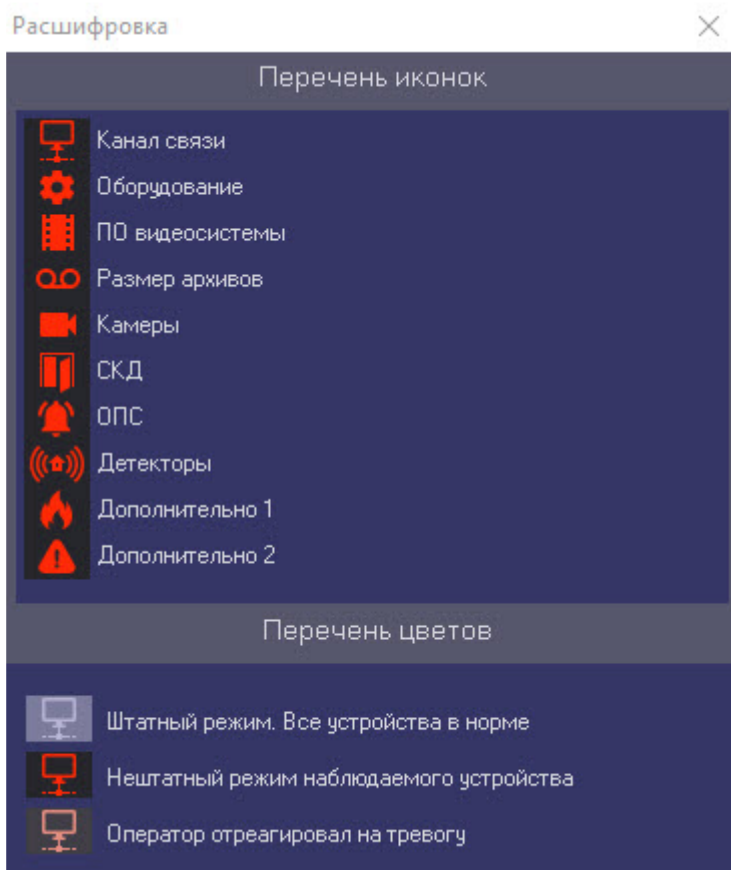 Расшифровка
Перечень иконок
Канал связи
Оборудование
ПО видеосистемы
Размер архивов
Камеры
СКД
ОПС
Детекторы
Дополнительно 1
Дополнительно 2
Перечень цветов
Штатный режим. Все устройства в норме
Нештатный режим наблюдаемого устройства
Оператор отреагировал на тревогу